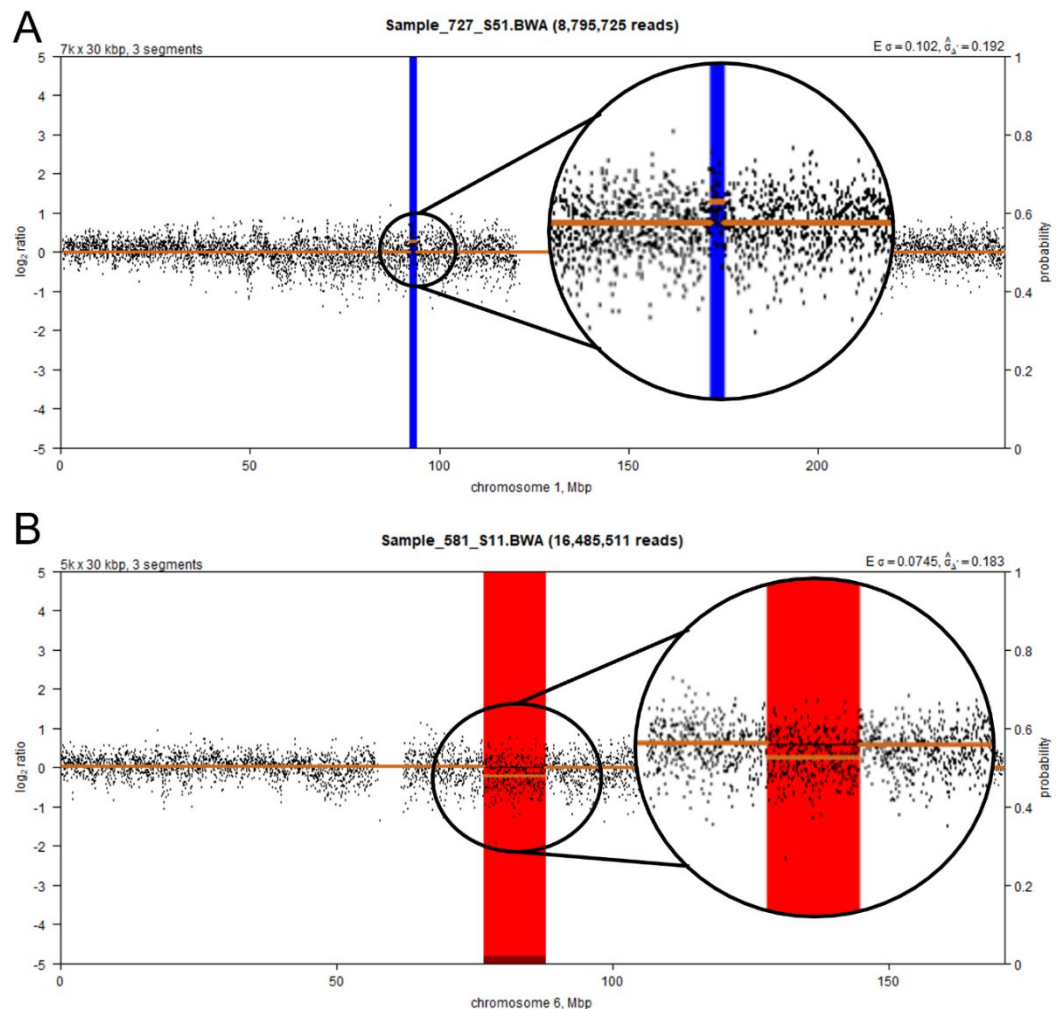 A
Sample_727_S51.BWA (8,795,725 reads)
7k x 30 kbp, 3 segments
E σ = 0.102, σ̂Δ' = 0.192
5
4
3
2
1
0
-1
-2
-3
-4
-5
log2 ratio
1
0.8
0.6
0.4
0.2
0
probability
0 50 100 150 200
chromosome 1, Mbp
B
Sample_581_S11.BWA (16,485,511 reads)
5k x 30 kbp, 3 segments
E σ = 0.0745, σ̂Δ' = 0.183
5
4
3
2
1
0
-1
-2
-3
-4
-5
log2 ratio
1
0.8
0.6
0.4
0.2
0
probability
0 50 100 150
chromosome 6, Mbp